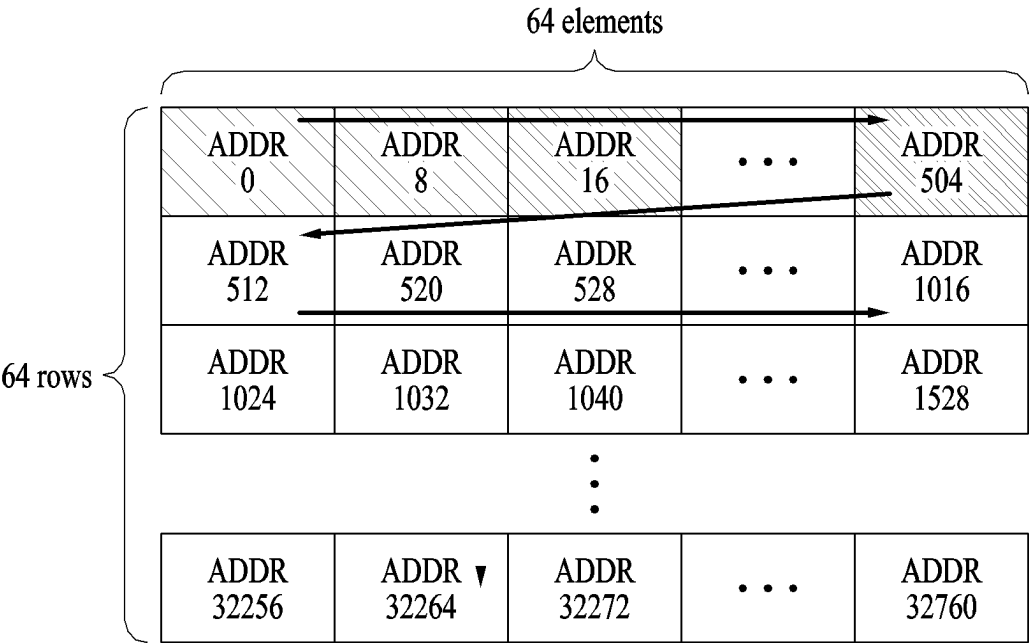 64 elements
64 rows
ADDR 0 ADDR 8 ADDR 16 • • • ADDR 504
ADDR 512 ADDR 520 ADDR 528 • • • ADDR 1016
ADDR 1024 ADDR 1032 ADDR 1040 • • • ADDR 1528
ADDR 32256 ADDR 32264 ADDR 32272 • • • ADDR 32760